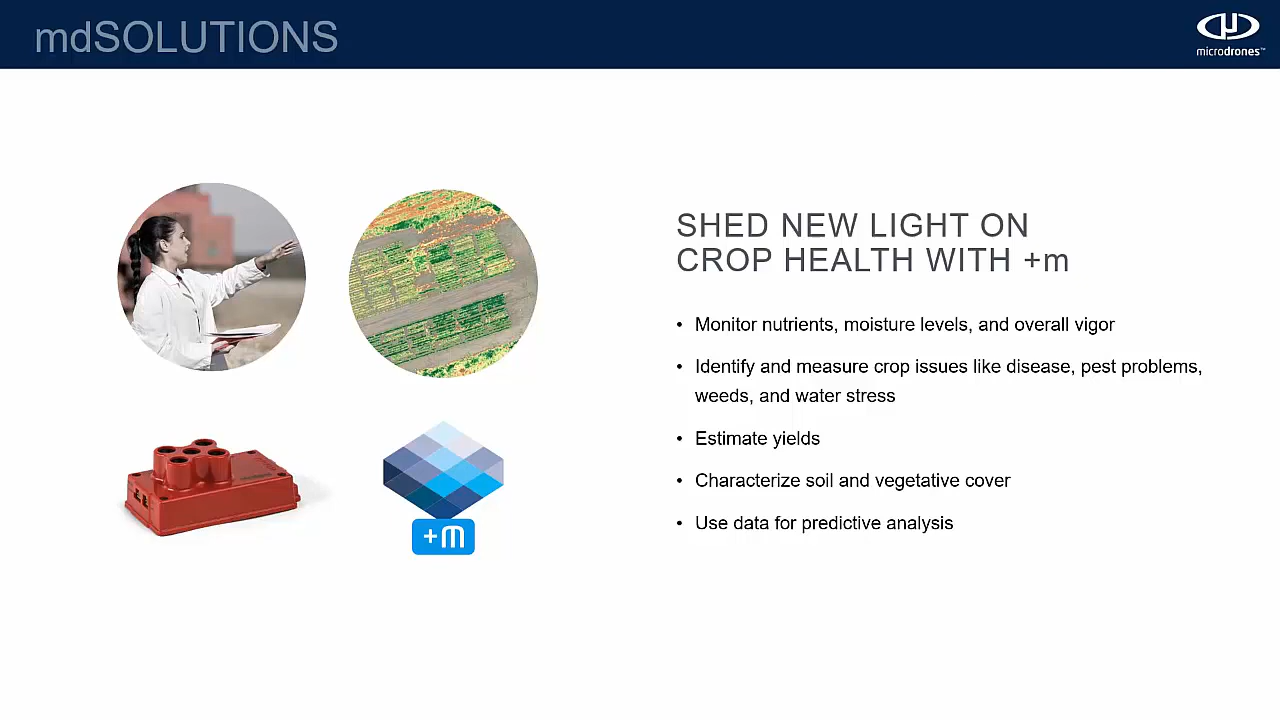 mdSOLUTIONS
microdrones™
SHED NEW LIGHT ON
CROP HEALTH WITH +m
• Monitor nutrients, moisture levels, and overall vigor
• Identify and measure crop issues like disease, pest problems,
weeds, and water stress
• Estimate yields
• Characterize soil and vegetative cover
• Use data for predictive analysis
+m